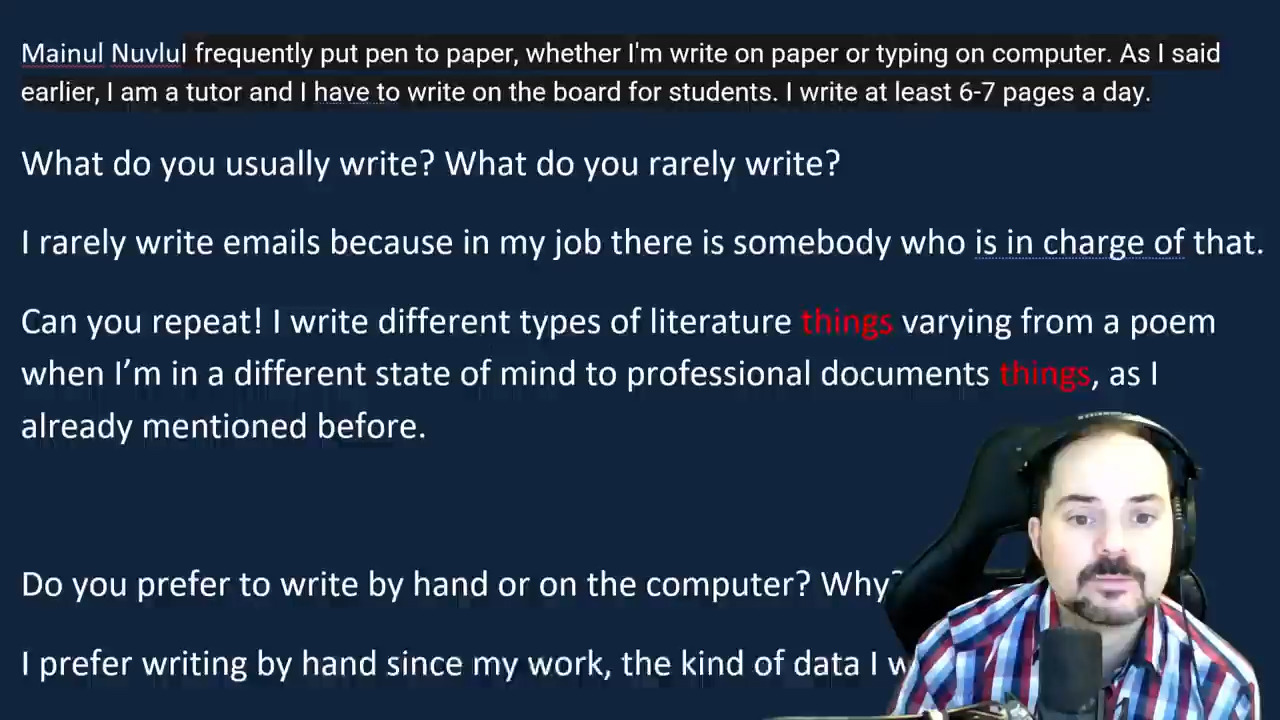 Mainul NuvluI frequently put pen to paper, whether I'm write on paper or typing on computer. As I said
earlier, I am a tutor and I have to write on the board for students. I write at least 6-7 pages a day.
What do you usually write? What do you rarely write?
I rarely write emails because in my job there is somebody who is in charge of that.
Can you repeat! I write different types of literature things varying from a poem
when I’m in a different state of mind to professional documents things, as I
already mentioned before.
Do you prefer to write by hand or on the computer? Why?
I prefer writing by hand since my work, the kind of data I